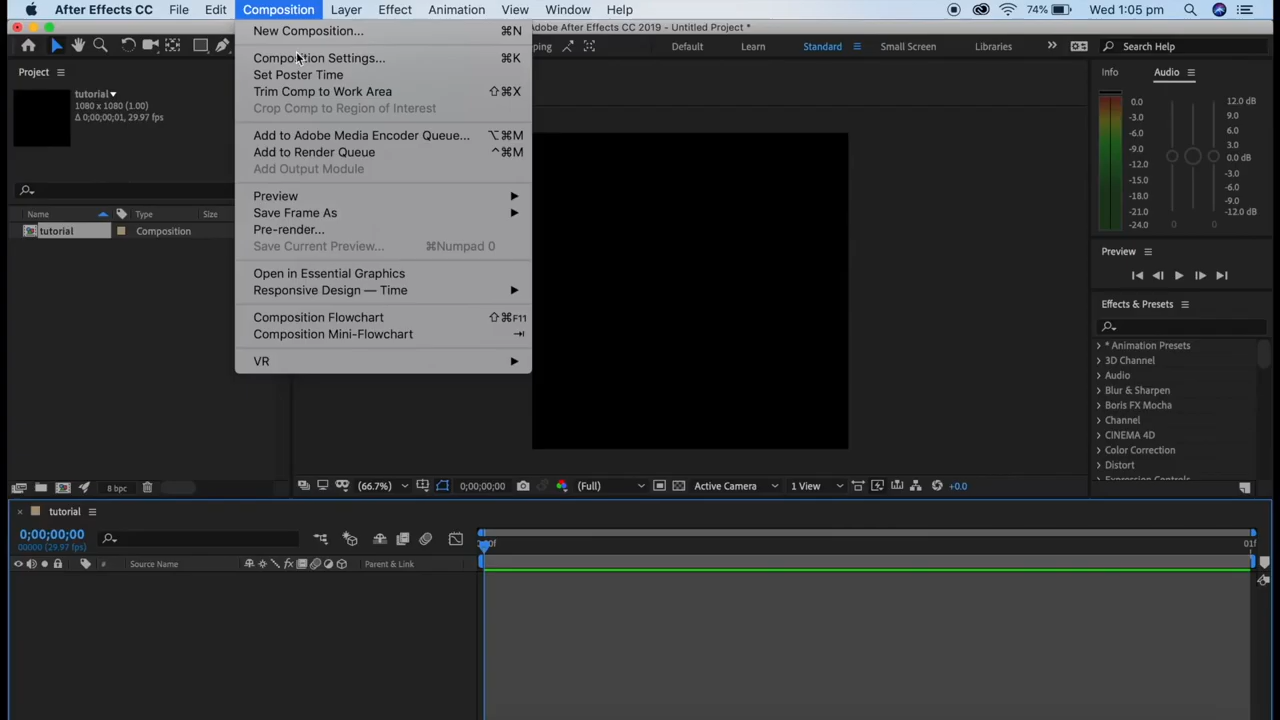 After Effects CC File Edit Composition Layer Effect Animation View Window Help 74% Wed 1:05 pm
Adobe After Effects CC 2019 - Untitled Project *
Default Learn Standard Small Screen Libraries Search Help
New Composition... ⌘N
Composition Settings... ⌘K
Set Poster Time
Trim Comp to Work Area ⇧⌘X
Crop Comp to Region of Interest
Add to Adobe Media Encoder Queue... ⌥⌘M
Add to Render Queue ^⌘M
Add Output Module
Preview
Save Frame As
Pre-render...
Save Current Preview... ⌘Numpad 0
Open in Essential Graphics
Responsive Design — Time
Composition Flowchart ⇧⌘F11
Composition Mini-Flowchart
VR
Project
tutorial
1080 x 1080 (1.00)
Δ 0;00;00;01, 29.97 fps
Name Type Size
tutorial Composition
8 bpc
(66.7%) 0;00;00;00 (Full) Active Camera 1 View +0.0
Info Audio
0.0
-3.0
-6.0
-9.0
-12.0
-15.0
-18.0
-21.0
-24.0
12.0 dB
9.0
6.0
3.0
0.0 dB
-3.0
-6.0
-9.0
-12.0 dB
0 0
Preview
Effects & Presets
* Animation Presets
3D Channel
Audio
Blur & Sharpen
Boris FX Mocha
Channel
CINEMA 4D
Color Correction
Distort
Expression Controls
tutorial
0;00;00;00
00000 (29.97 fps)
01f
# Source Name Parent & Link